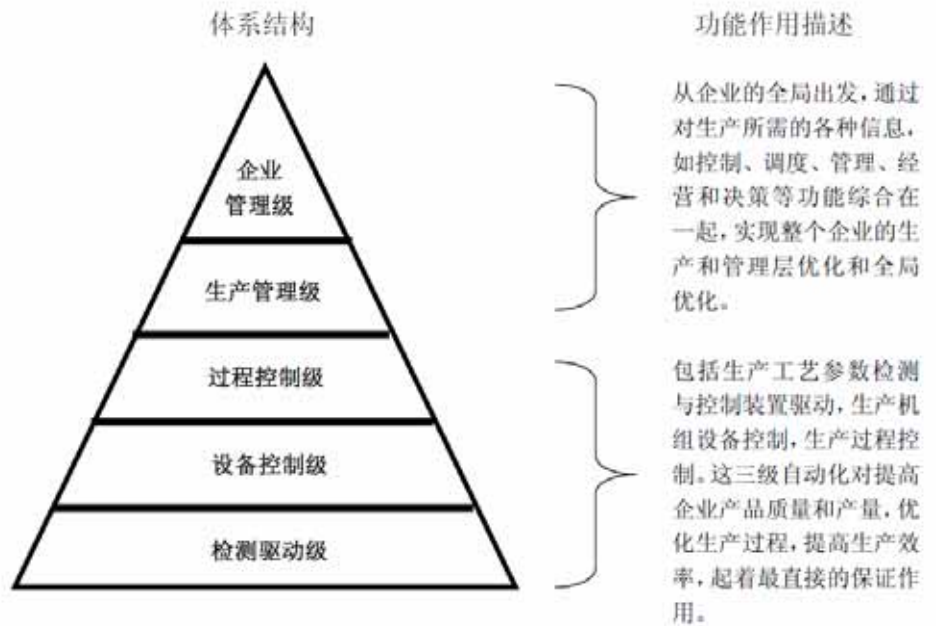 体系结构
功能作用描述
企业
管理级
生产管理级
过程控制级
设备控制级
检测驱动级
从企业的全局出发，通过
对生产所需的各种信息，
如控制、调度、管理、经
营和决策等功能综合在
一起，实现整个企业的生
产和管理层优化和全局
优化。
包括生产工艺参数检测
与控制装置驱动，生产机
组设备控制，生产过程控
制。这三级自动化对提高
企业产品质量和产量，优
化生产过程，提高生产效
率，起着最直接的保证作
用。